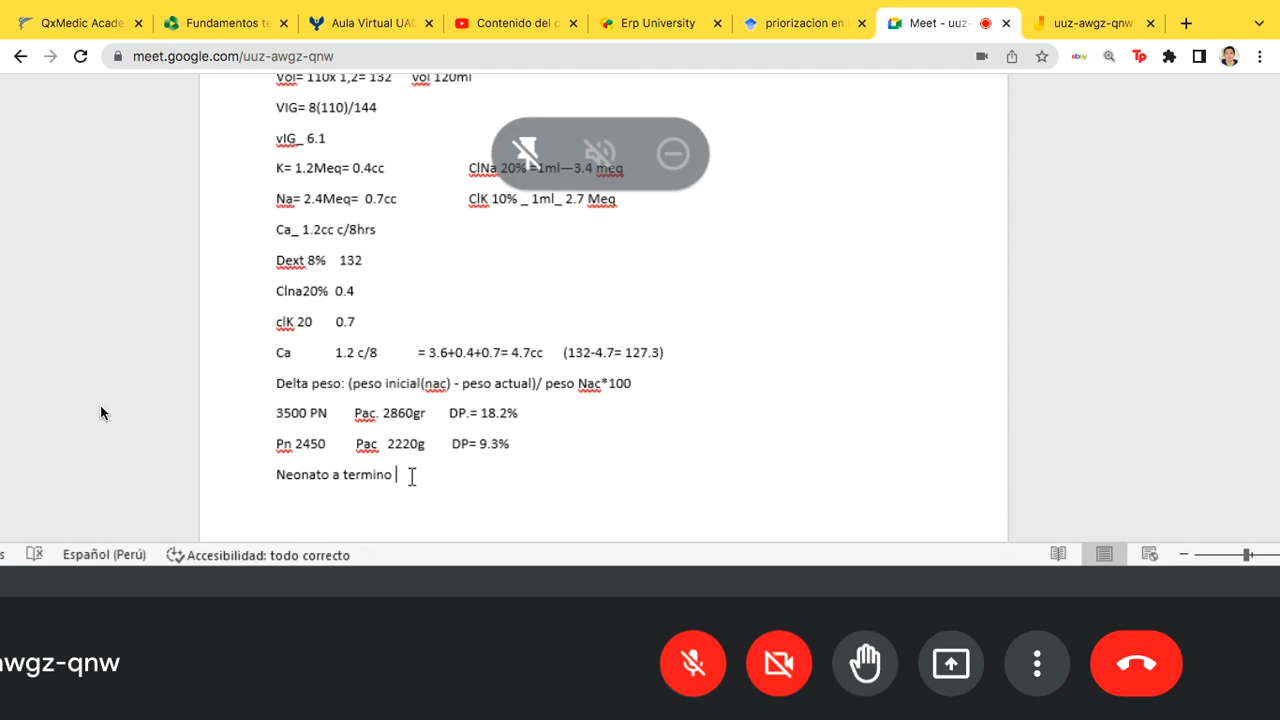 QxMedic Acade
Fundamentos te
Aula Virtual UAC
Contenido del c
Erp University
priorizacion en
Meet - uuz-
uuz-awgz-qnw
meet.google.com/uuz-awgz-qnw
ebay
Tp
Vol= 110x 1,2= 132 vol 120ml
VIG= 8(110)/144
vIG_ 6.1
K= 1.2Meq= 0.4cc ClNa 20% =1ml—3.4 meq
Na= 2.4Meq= 0.7cc ClK 10% _ 1ml_ 2.7 Meq
Ca_ 1.2cc c/8hrs
Dext 8% 132
Clna20% 0.4
clK 20 0.7
Ca 1.2 c/8 = 3.6+0.4+0.7= 4.7cc (132-4.7= 127.3)
Delta peso: (peso inicial(nac) - peso actual)/ peso Nac*100
3500 PN Pac. 2860gr DP.= 18.2%
Pn 2450 Pac 2220g DP= 9.3%
Neonato a termino
s Español (Perú) Accesibilidad: todo correcto
awgz-qnw